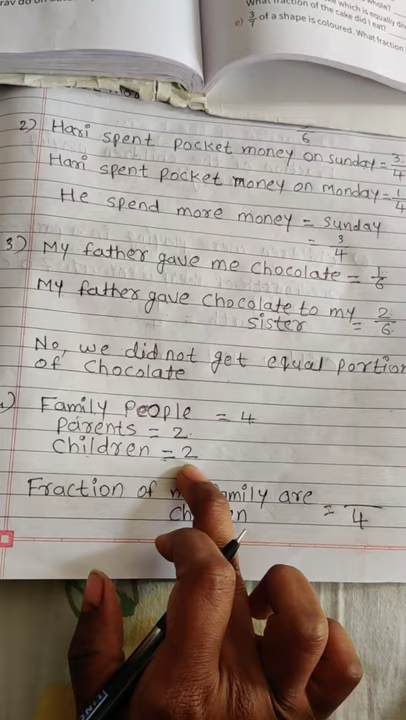 What fraction of the cake did I eat?
e) 3/7 of a shape is coloured. What fraction
6
2) Hari spent pocket money on sunday = 3/4
Hari spent pocket money on Monday = 1/4
He spend more money = sunday
= 3/4
3) My father gave me chocolate = 1/6
My father gave chocolate to my = 2/6
sister
No, we did not get equal portion
of chocolate
Family People = 4
Parents = 2
Children = 2
Fraction of family are = /4